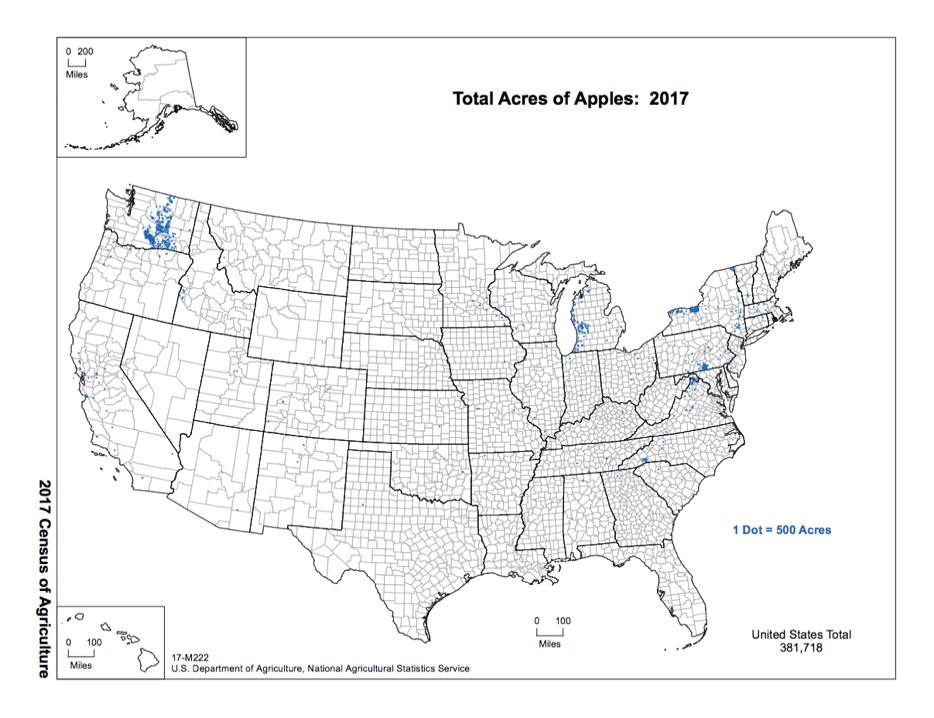 0 200
Miles
Total Acres of Apples: 2017
1 Dot = 500 Acres
2017 Census of Agriculture
0 100
Miles
0 100
Miles
17-M222
U.S. Department of Agriculture, National Agricultural Statistics Service
United States Total
381,718